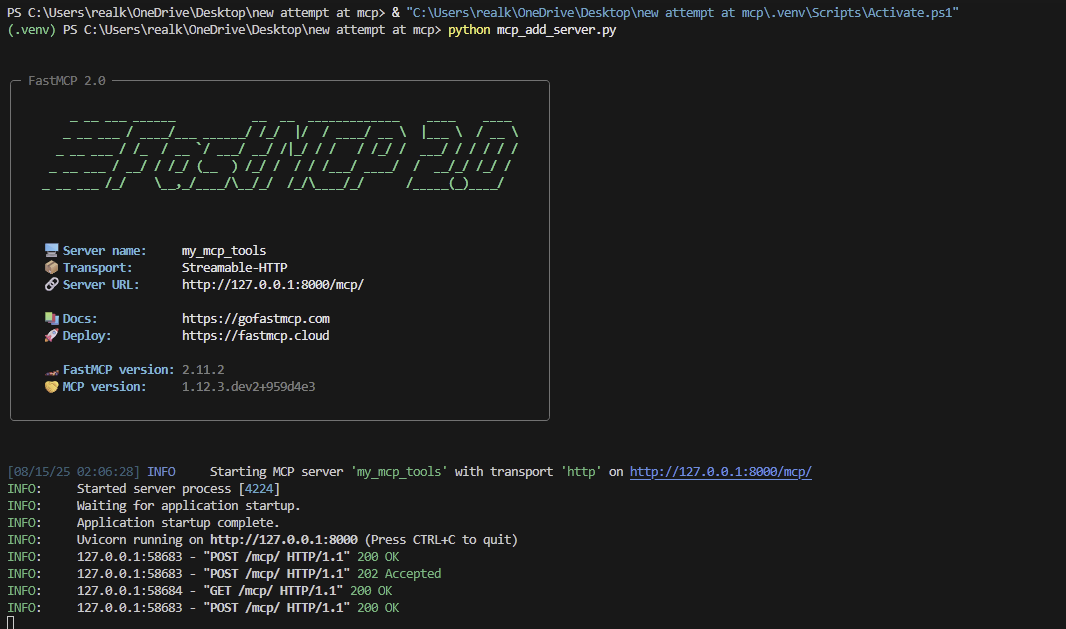 PS C:\Users\realk\OneDrive\Desktop\new attempt at mcp> & "C:\Users\realk\OneDrive\Desktop\new attempt at mcp\.venv\Scripts\Activate.ps1"
(.venv) PS C:\Users\realk\OneDrive\Desktop\new attempt at mcp> python mcp_add_server.py
FastMCP 2.0
FastMCP 2.0
Server name: my_mcp_tools
Transport: Streamable-HTTP
Server URL: http://127.0.0.1:8000/mcp/
Docs: https://gofastmcp.com
Deploy: https://fastmcp.cloud
FastMCP version: 2.11.2
MCP version: 1.12.3.dev2+959d4e3
[08/15/25 02:06:28] INFO Starting MCP server 'my_mcp_tools' with transport 'http' on http://127.0.0.1:8000/mcp/
INFO: Started server process [4224]
INFO: Waiting for application startup.
INFO: Application startup complete.
INFO: Uvicorn running on http://127.0.0.1:8000 (Press CTRL+C to quit)
INFO: 127.0.0.1:58683 - "POST /mcp/ HTTP/1.1" 200 OK
INFO: 127.0.0.1:58683 - "POST /mcp/ HTTP/1.1" 202 Accepted
INFO: 127.0.0.1:58684 - "GET /mcp/ HTTP/1.1" 200 OK
INFO: 127.0.0.1:58683 - "POST /mcp/ HTTP/1.1" 200 OK